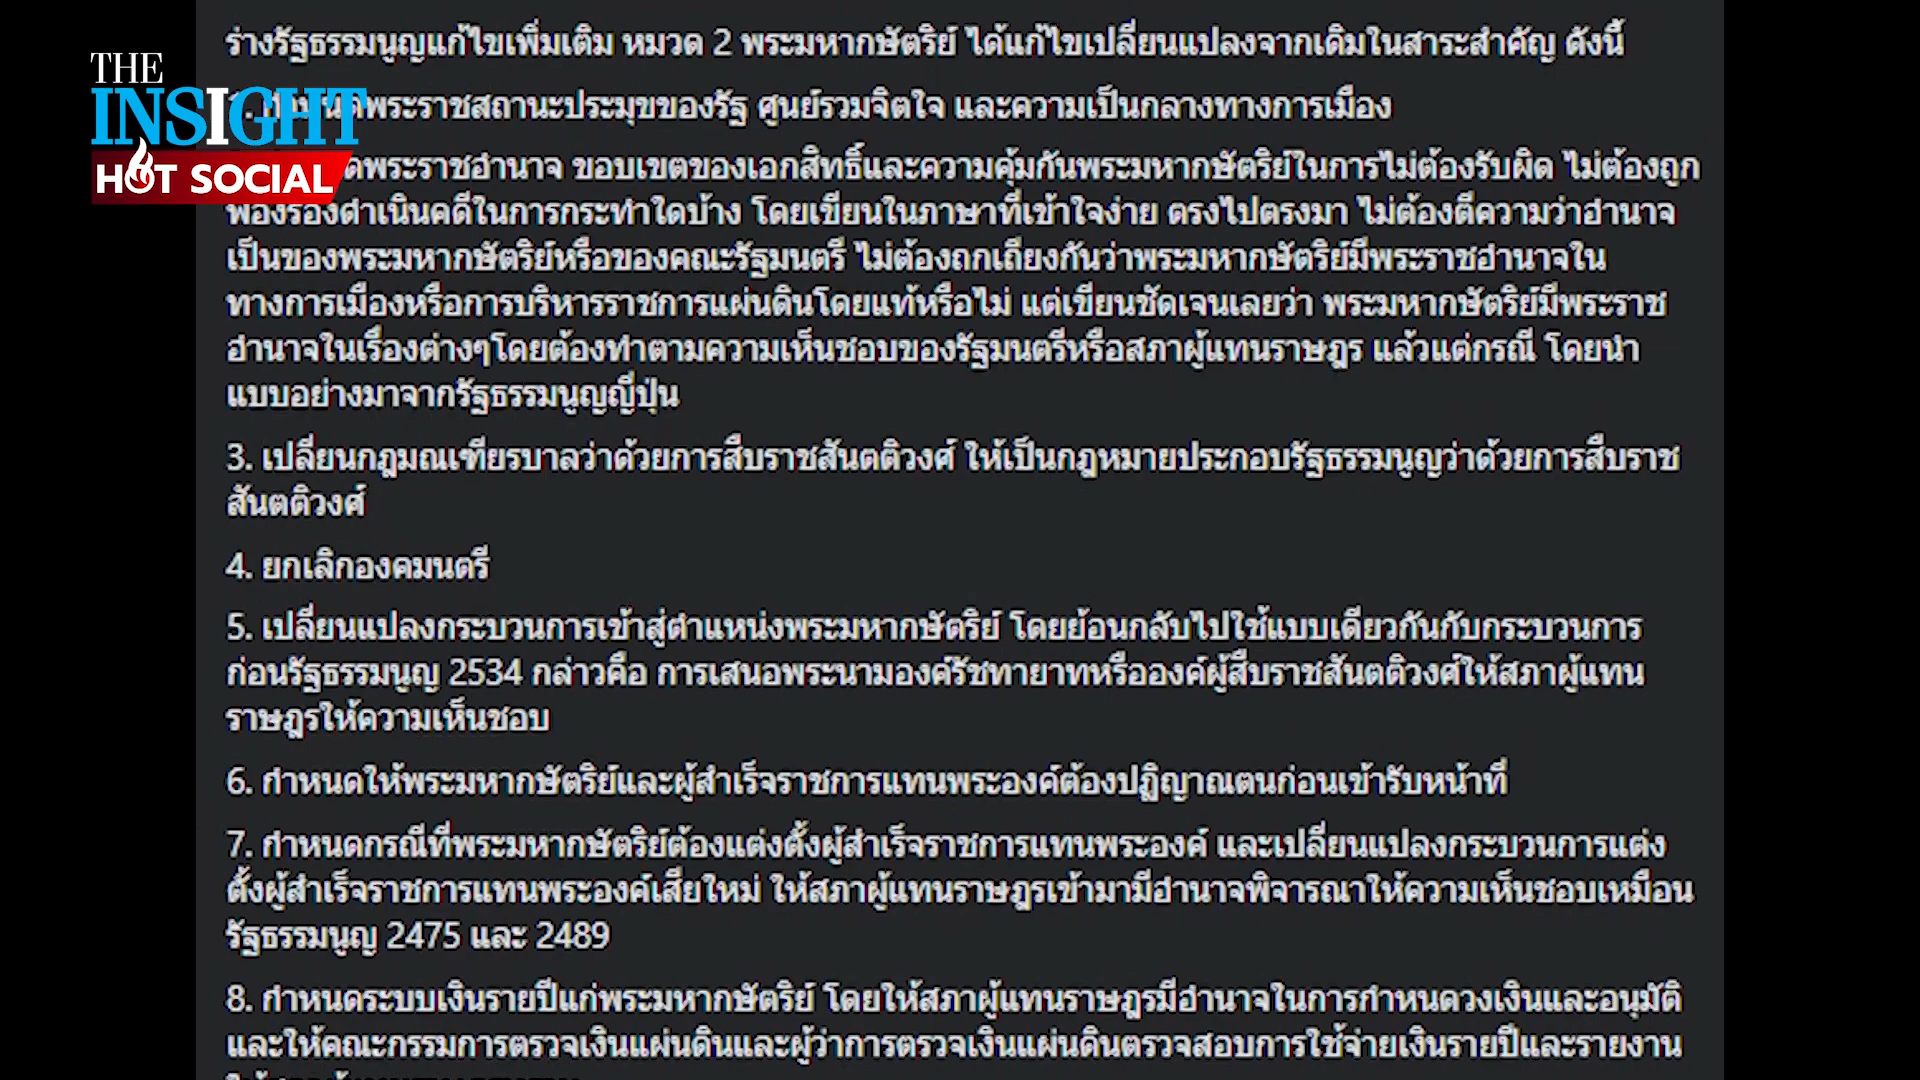 ร่างรัฐธรรมนูญแก้ไขเพิ่มเติม หมวด 2 พระมหากษัตริย์ ได้แก้ไขเปลี่ยนแปลงจากเดิมในสาระสำคัญ ดังนี้
THE
INSIGHT
HOT SOCIAL
พระราชสถานะประมุขของรัฐ ศูนย์รวมจิตใจ และความเป็นกลางทางการเมือง
พระราชอำนาจ ขอบเขตของเอกสิทธิ์และความคุ้มกันพระมหากษัตริย์ในการไม่ต้องรับผิด ไม่ต้องถูก
ฟ้องร้องดำเนินคดีในการกระทำใดบ้าง โดยเขียนในภาษาที่เข้าใจง่าย ตรงไปตรงมา ไม่ต้องตีความว่าอำนาจ
เป็นของพระมหากษัตริย์หรือของคณะรัฐมนตรี ไม่ต้องถกเถียงกันว่าพระมหากษัตริย์มีพระราชอำนาจใน
ทางการเมืองหรือการบริหารราชการแผ่นดินโดยแท้หรือไม่ แต่เขียนชัดเจนเลยว่า พระมหากษัตริย์มีพระราช
อำนาจในเรื่องต่างๆโดยต้องทำตามความเห็นชอบของรัฐมนตรีหรือสภาผู้แทนราษฎร แล้วแต่กรณี โดยนำ
แบบอย่างมาจากรัฐธรรมนูญญี่ปุ่น
3. เปลี่ยนกฎมณเฑียรบาลว่าด้วยการสืบราชสันตติวงศ์ ให้เป็นกฎหมายประกอบรัฐธรรมนูญว่าด้วยการสืบราช
สันตติวงศ์
4. ยกเลิกองคมนตรี
5. เปลี่ยนแปลงกระบวนการเข้าสู่ตำแหน่งพระมหากษัตริย์ โดยย้อนกลับไปใช้แบบเดียวกันกับกระบวนการ
ก่อนรัฐธรรมนูญ 2534 กล่าวคือ การเสนอพระนามองค์รัชทายาทหรือองค์ผู้สืบราชสันตติวงศ์ให้สภาผู้แทน
ราษฎรให้ความเห็นชอบ
6. กำหนดให้พระมหากษัตริย์และผู้สำเร็จราชการแทนพระองค์ต้องปฏิญาณตนก่อนเข้ารับหน้าที่
7. กำหนดกรณีที่พระมหากษัตริย์ต้องแต่งตั้งผู้สำเร็จราชการแทนพระองค์ และเปลี่ยนแปลงกระบวนการแต่ง
ตั้งผู้สำเร็จราชการแทนพระองค์เสียใหม่ ให้สภาผู้แทนราษฎรเข้ามามีอำนาจพิจารณาให้ความเห็นชอบเหมือน
รัฐธรรมนูญ 2475 และ 2489
8. กำหนดระบบเงินรายปีแก่พระมหากษัตริย์ โดยให้สภาผู้แทนราษฎรมีอำนาจในการกำหนดวงเงินและอนุมัติ
และให้คณะกรรมการตรวจเงินแผ่นดินและผู้ว่าการตรวจเงินแผ่นดินตรวจสอบการใช้จ่ายเงินรายปีและรายงาน